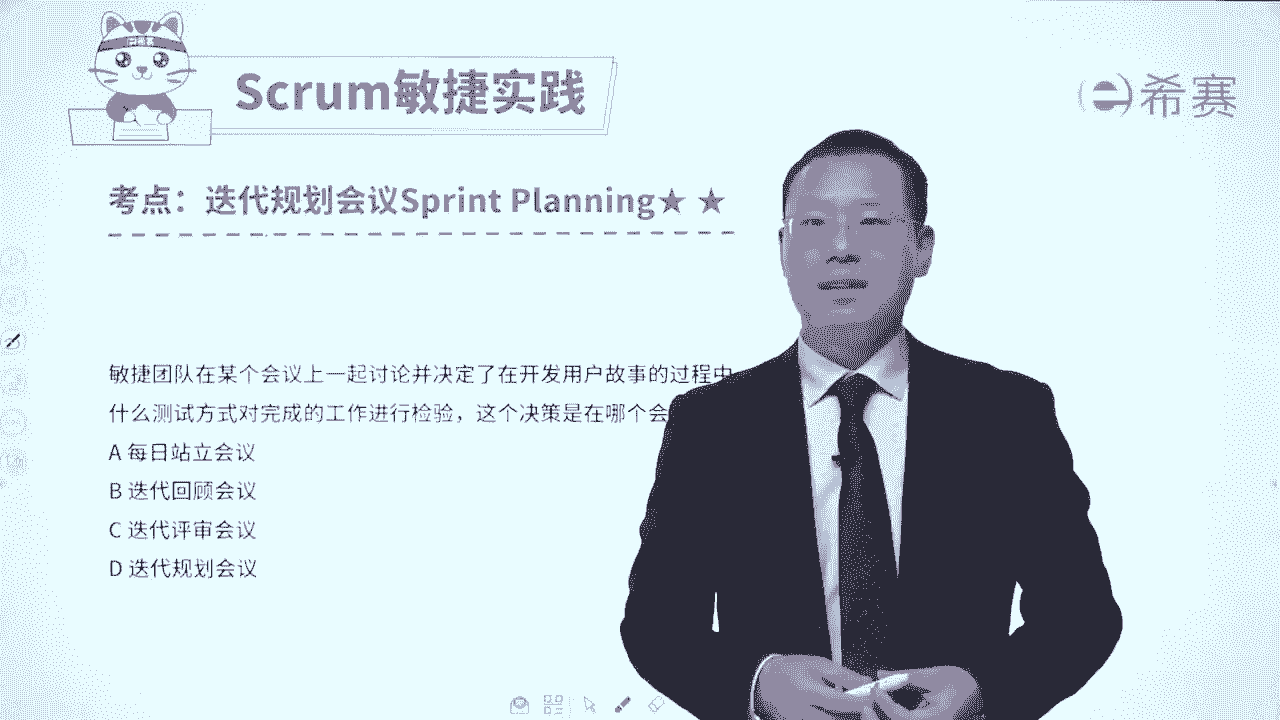 Scrum敏捷实践
希赛
考点：迭代规划会议Sprint Planning★ ★
敏捷团队在某个会议上一起讨论并决定了在开发用户故事的过程中
什么测试方式对完成的工作进行检验，这个决策是在哪个会
A 每日站立会议
B 迭代回顾会议
C 迭代评审会议
D 迭代规划会议